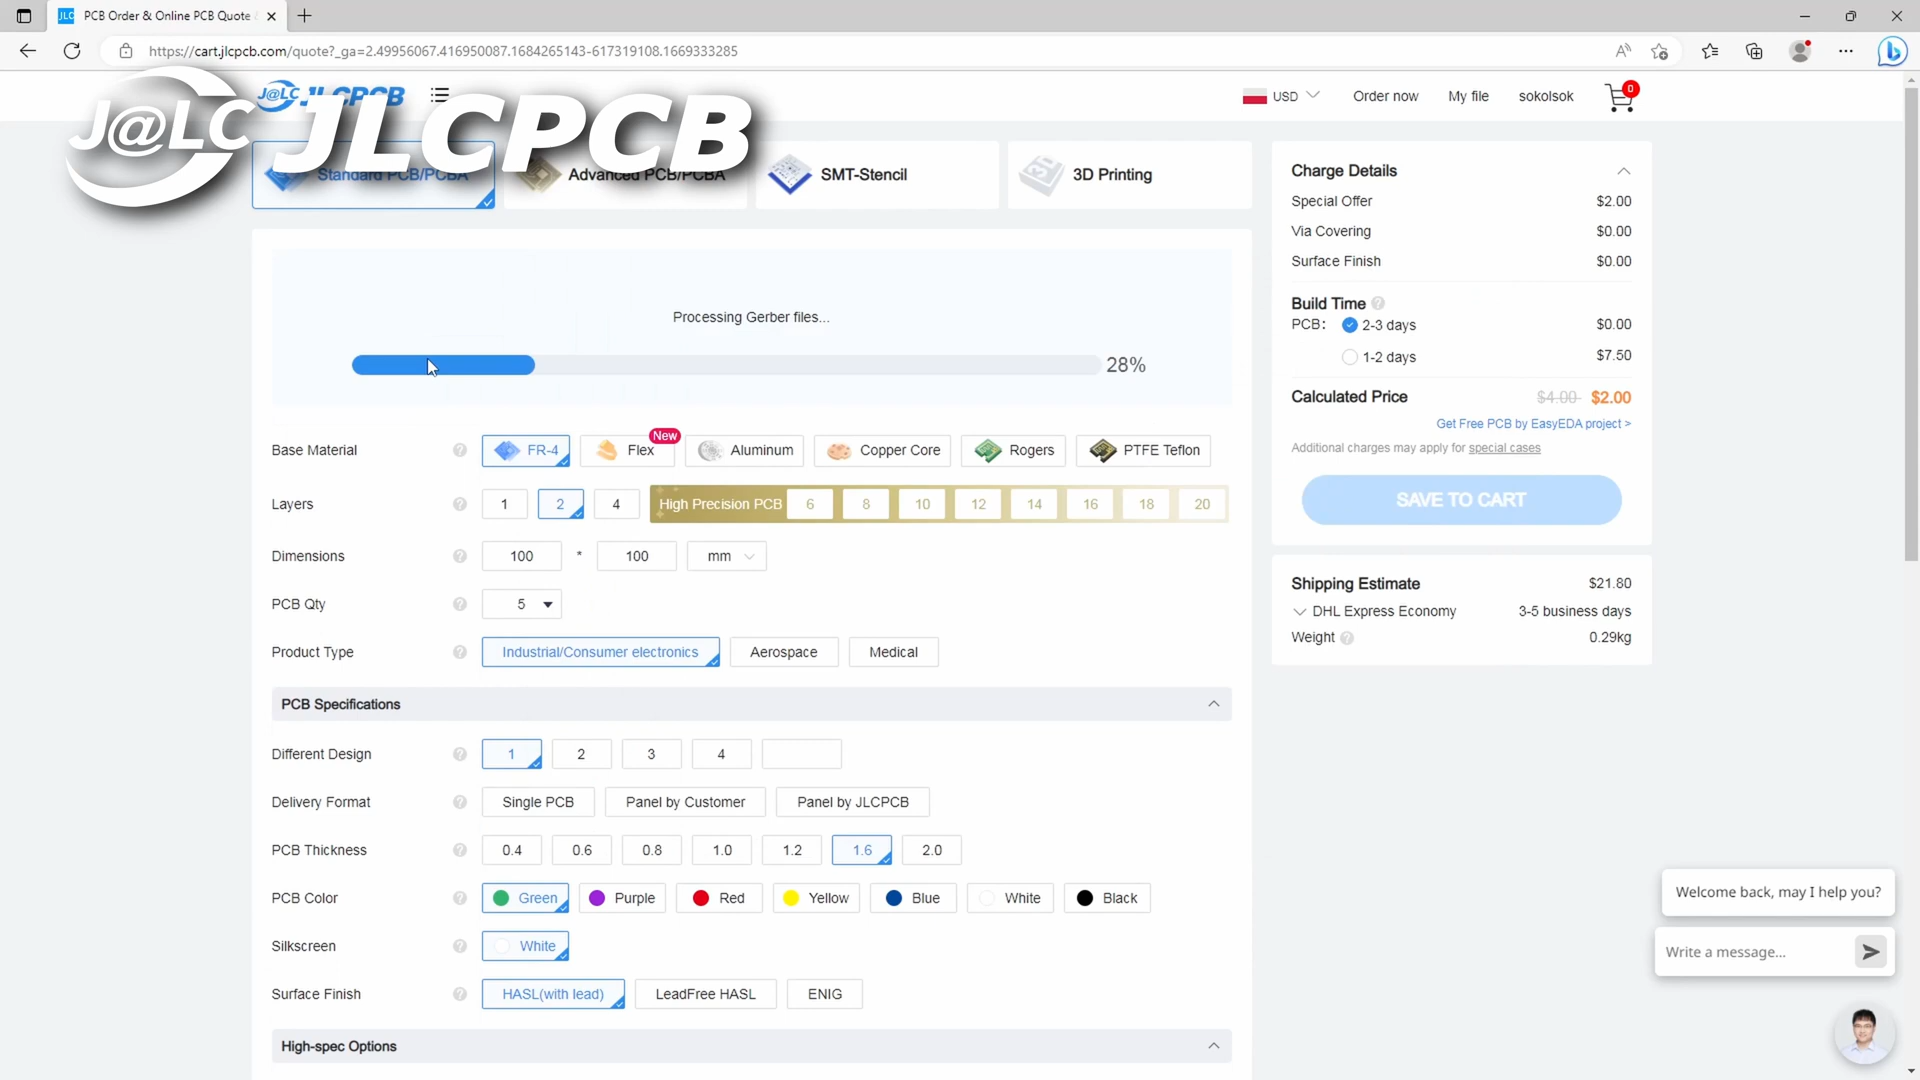 JLC PCB Order & Online PCB Quote
https://cart.jlcpcb.com/quote?_ga=2.49956067.416950087.1684265143-617319108.1669333285
J@LC JLCPCB
J@LC JLCPCB
USD Order now My file sokolsok 0
Standard PCB/PCBA Advanced PCB/PCBA SMT-Stencil 3D Printing
Processing Gerber files...
28%
Base Material ? FR-4 Flex New Aluminum Copper Core Rogers PTFE Teflon
Layers ? 1 2 4 High Precision PCB 6 8 10 12 14 16 18 20
Dimensions ? 100 * 100 mm
PCB Qty ? 5
Product Type ? Industrial/Consumer electronics Aerospace Medical
PCB Specifications
Different Design ? 1 2 3 4
Delivery Format ? Single PCB Panel by Customer Panel by JLCPCB
PCB Thickness ? 0.4 0.6 0.8 1.0 1.2 1.6 2.0
PCB Color ? Green Purple Red Yellow Blue White Black
Silkscreen ? White
Surface Finish ? HASL(with lead) LeadFree HASL ENIG
High-spec Options
Charge Details
Special Offer $2.00
Via Covering $0.00
Surface Finish $0.00
Build Time ?
PCB: 2-3 days $0.00
1-2 days $7.50
Calculated Price $4.00 $2.00
Get Free PCB by EasyEDA project >
Additional charges may apply for special cases
SAVE TO CART
Shipping Estimate $21.80
DHL Express Economy 3-5 business days
Weight ? 0.29kg
Welcome back, may I help you?
Write a message...